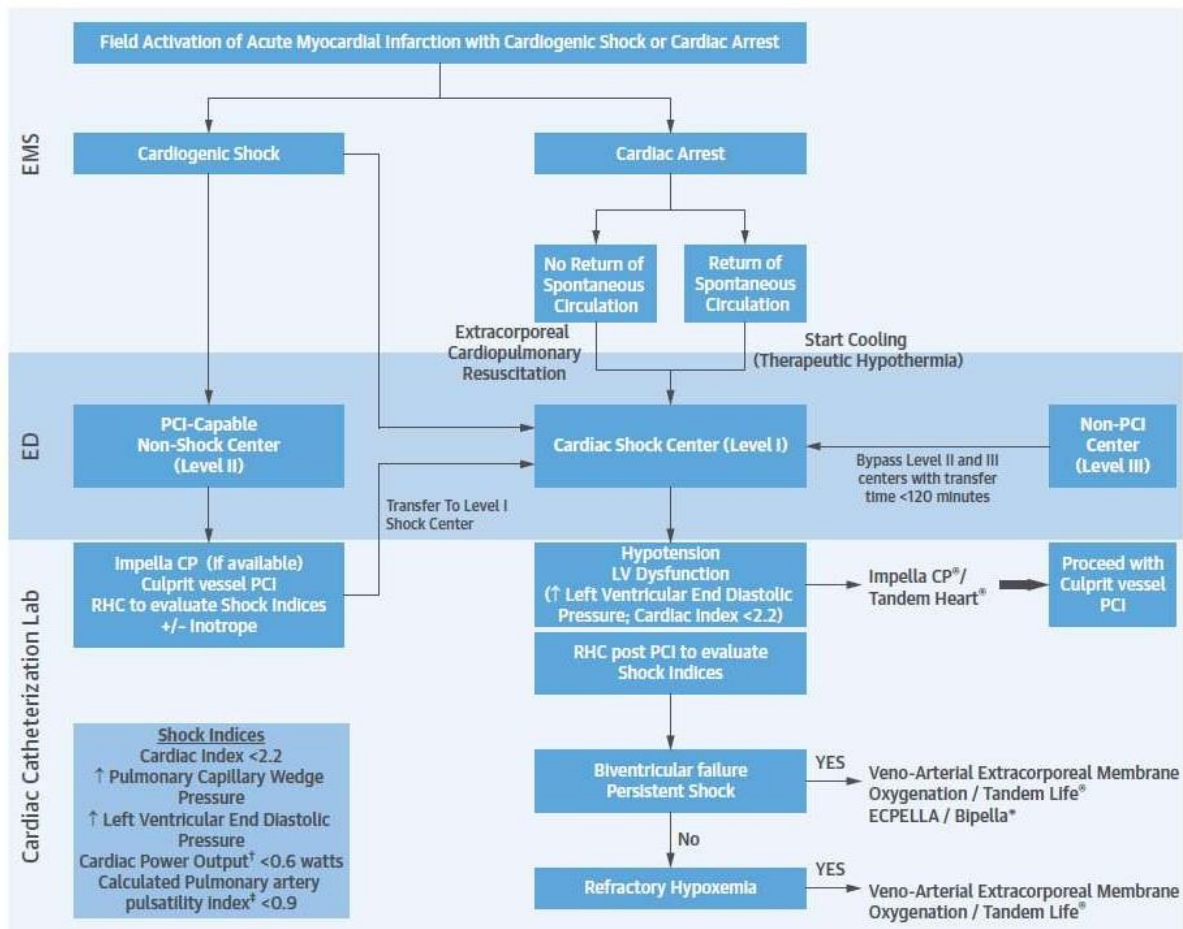 Field Activation of Acute Myocardial Infarction with Cardiogenic Shock or Cardiac Arrest
EMS
Cardiogenic Shock
Cardiac Arrest
No Return of
Spontaneous
Circulation
Return of
Spontaneous
Circulation
Extracorporeal
Cardiopulmonary
Resuscitation
Start Cooling
(Therapeutic Hypothermia)
ED
PCI-Capable
Non-Shock Center
(Level II)
Cardiac Shock Center (Level I)
Non-PCI
Center
(Level III)
Bypass Level II and III
centers with transfer
time <120 minutes
Transfer To Level I
Shock Center
Cardiac Catheterization Lab
Impella CP (if available)
Culprit vessel PCI
RHC to evaluate Shock Indices
+/- Inotrope
Hypotension
LV Dysfunction
(↑ Left Ventricular End Diastolic
Pressure; Cardiac Index <2.2)
Impella CP®/
Tandem Heart®
Proceed with
Culprit vessel
PCI
RHC post PCI to evaluate
Shock Indices
Shock Indices
Cardiac Index <2.2
↑ Pulmonary Capillary Wedge
Pressure
↑ Left Ventricular End Diastolic
Pressure
Cardiac Power Output† <0.6 watts
Calculated Pulmonary artery
pulsatility index‡ <0.9
Biventricular failure
Persistent Shock
YES
Veno-Arterial Extracorporeal Membrane
Oxygenation / Tandem Life®
ECPELLA / Bipella*
No
Refractory Hypoxemia
YES
Veno-Arterial Extracorporeal Membrane
Oxygenation / Tandem Life®